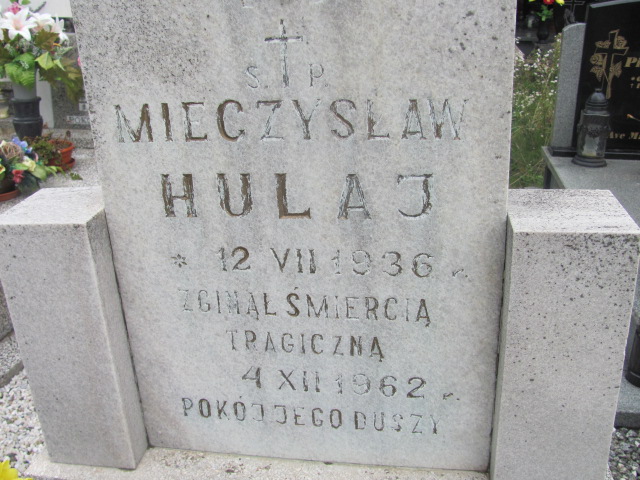 Ś. P.
MIECZYSŁAW
HULAJ
* 12 VII 1936 r.
ZGINĄŁ ŚMIERCIĄ
TRAGICZNĄ
4 XII 1962 r.
POKÓJ JEGO DUSZY